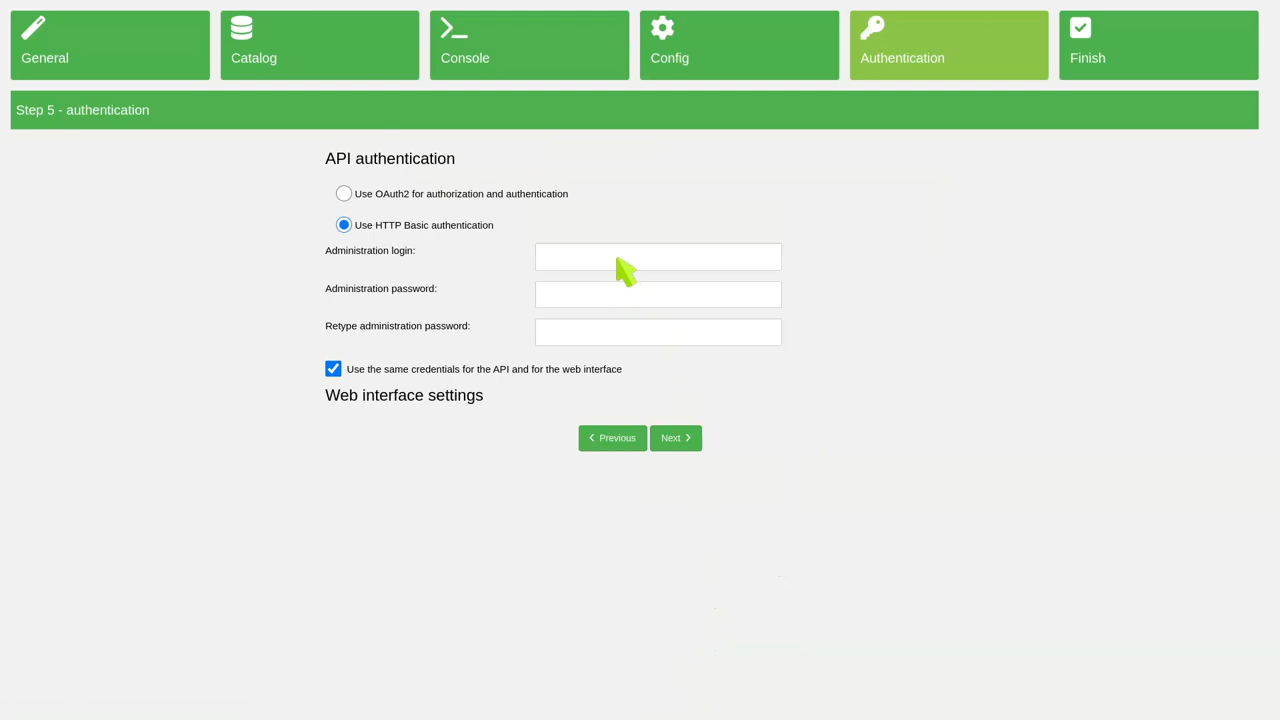 General
Catalog
Console
Config
Authentication
Finish
Step 5 - authentication
API authentication
Use OAuth2 for authorization and authentication
Use HTTP Basic authentication
Administration login:
Administration password:
Retype administration password:
Use the same credentials for the API and for the web interface
Web interface settings
Previous
Next